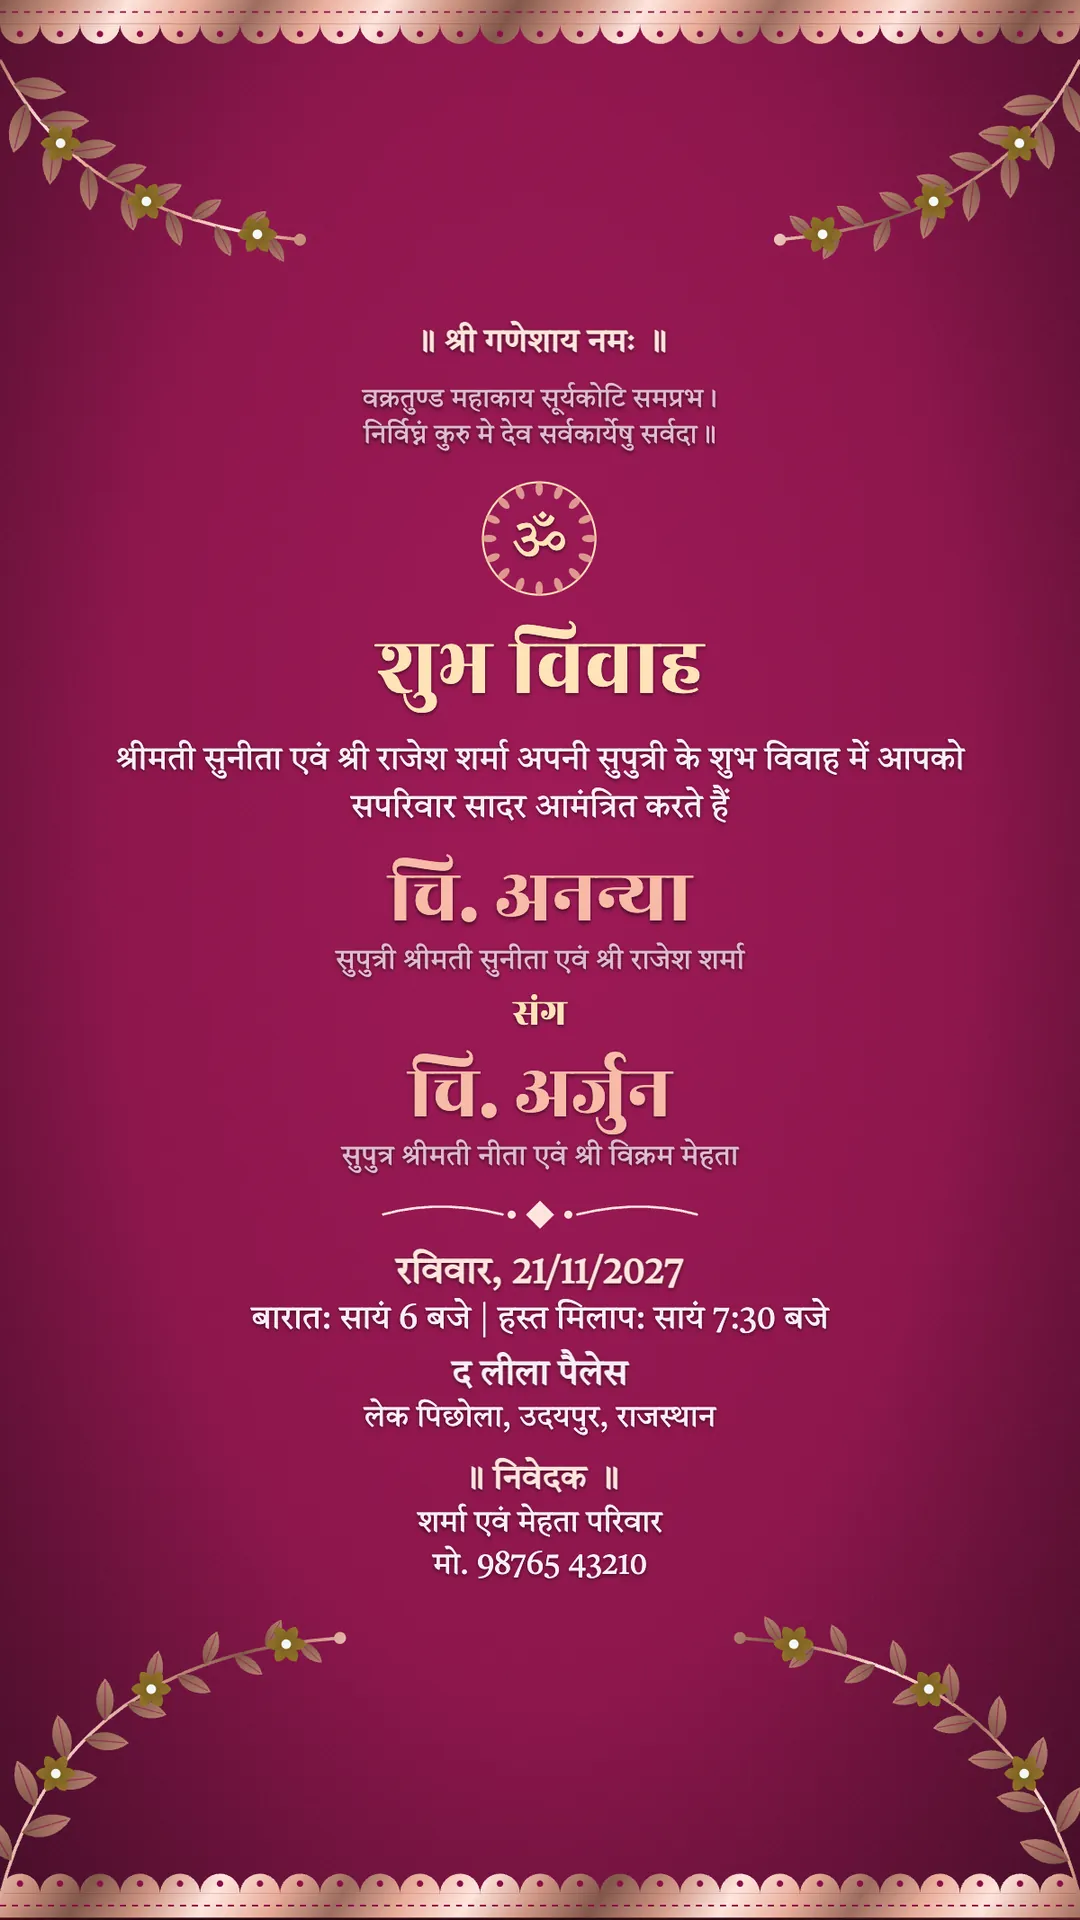 ॥ श्री गणेशाय नमः ॥
वक्रतुण्ड महाकाय सूर्यकोटि समप्रभ।
निर्विघ्नं कुरु मे देव सर्वकार्येषु सर्वदा॥
ॐ
शुभ विवाह
श्रीमती सुनीता एवं श्री राजेश शर्मा अपनी सुपुत्री के शुभ विवाह में आपको
सपरिवार सादर आमंत्रित करते हैं
चि. अनन्या
सुपुत्री श्रीमती सुनीता एवं श्री राजेश शर्मा
संग
चि. अर्जुन
सुपुत्र श्रीमती नीता एवं श्री विक्रम मेहता
रविवार, 21/11/2027
बारात: सायं 6 बजे | हस्त मिलाप: सायं 7:30 बजे
द लीला पैलेस
लेक पिछोला, उदयपुर, राजस्थान
॥ निवेदक ॥
शर्मा एवं मेहता परिवार
मो. 98765 43210